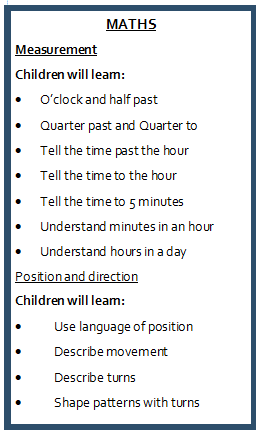 MATHS
Measurement
Children will learn:
• O’clock and half past
• Quarter past and Quarter to
• Tell the time past the hour
• Tell the time to the hour
• Tell the time to 5 minutes
• Understand minutes in an hour
• Understand hours in a day
Position and direction
Children will learn:
• Use language of position
• Describe movement
• Describe turns
• Shape patterns with turns